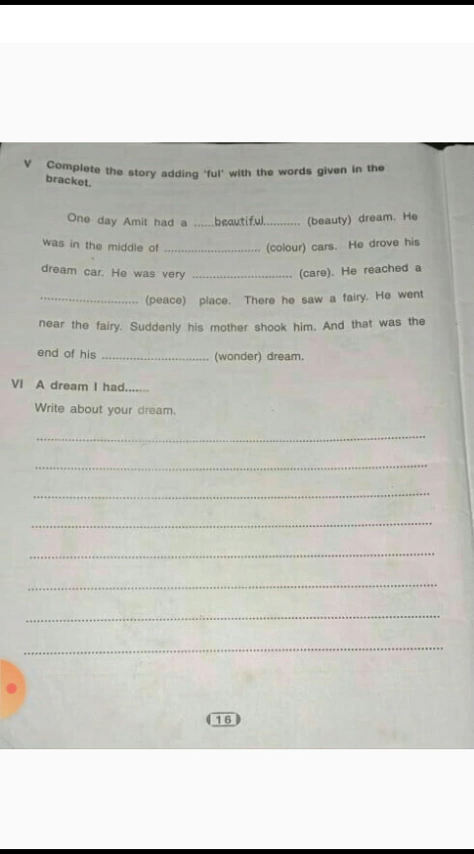 V Complete the story adding 'ful' with the words given in the
bracket.
One day Amit had a ......beautiful........... (beauty) dream. He
was in the middle of ............................ (colour) cars. He drove his
dream car. He was very ............................ (care). He reached a
............................ (peace) place. There he saw a fairy. He went
near the fairy. Suddenly his mother shook him. And that was the
end of his ............................ (wonder) dream.
VI A dream I had.......
Write about your dream.
16